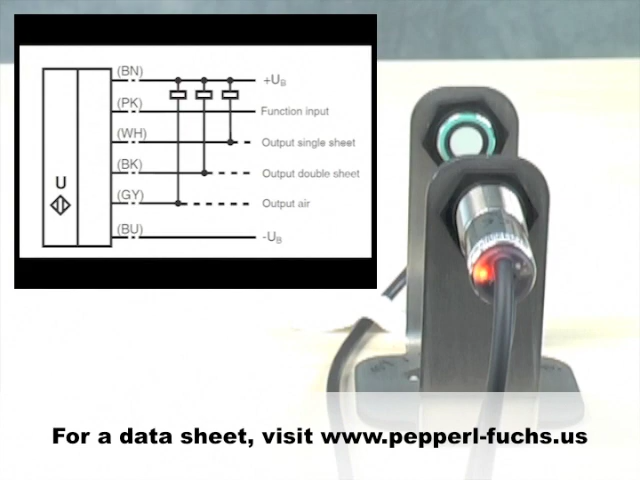 (BN) +UB
(PK) Function input
(WH) Output single sheet
(BK) Output double sheet
U
(GY) Output air
(BU) -UB
For a data sheet, visit www.pepperl-fuchs.us